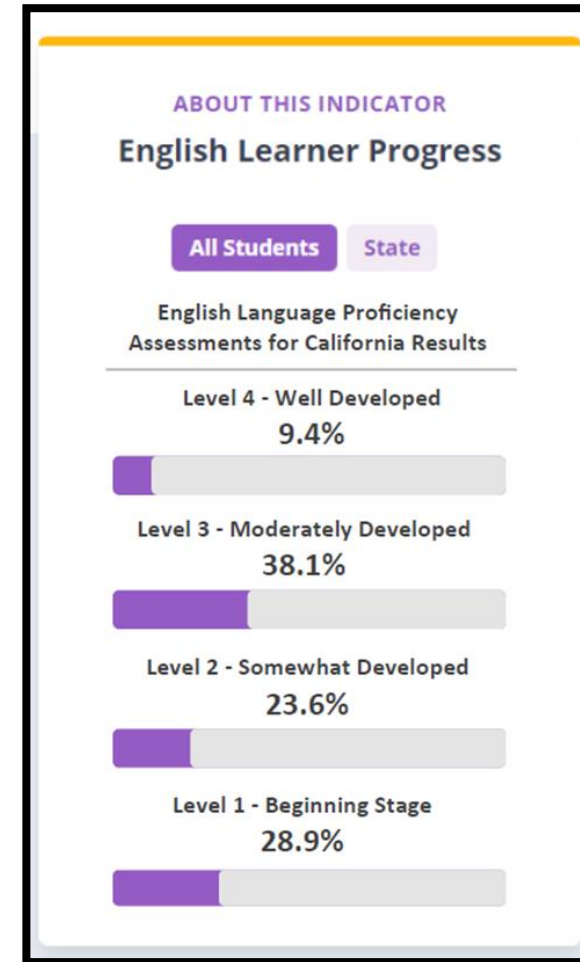 ABOUT THIS INDICATOR
English Learner Progress
All Students
State
English Language Proficiency
Assessments for California Results
Level 4 - Well Developed
9.4%
Level 3 - Moderately Developed
38.1%
Level 2 - Somewhat Developed
23.6%
Level 1 - Beginning Stage
28.9%